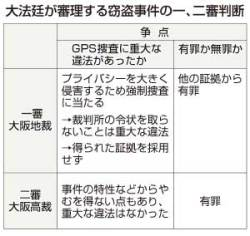 大法廷が審理する窃盗事件の一、二審判断
争点
GPS捜査に重大な
違法があったか
有罪か無罪か
一審
大阪地裁
プライバシーを大きく
侵害するため強制捜査
に当たる
→裁判所の令状を取ら
ないことは重大な違法
→得られた証拠を採用
せず
他の証拠から
有罪
二審
大阪高裁
事件の特性などからや
むを得ない点もあり、
重大な違法はなかった
有罪